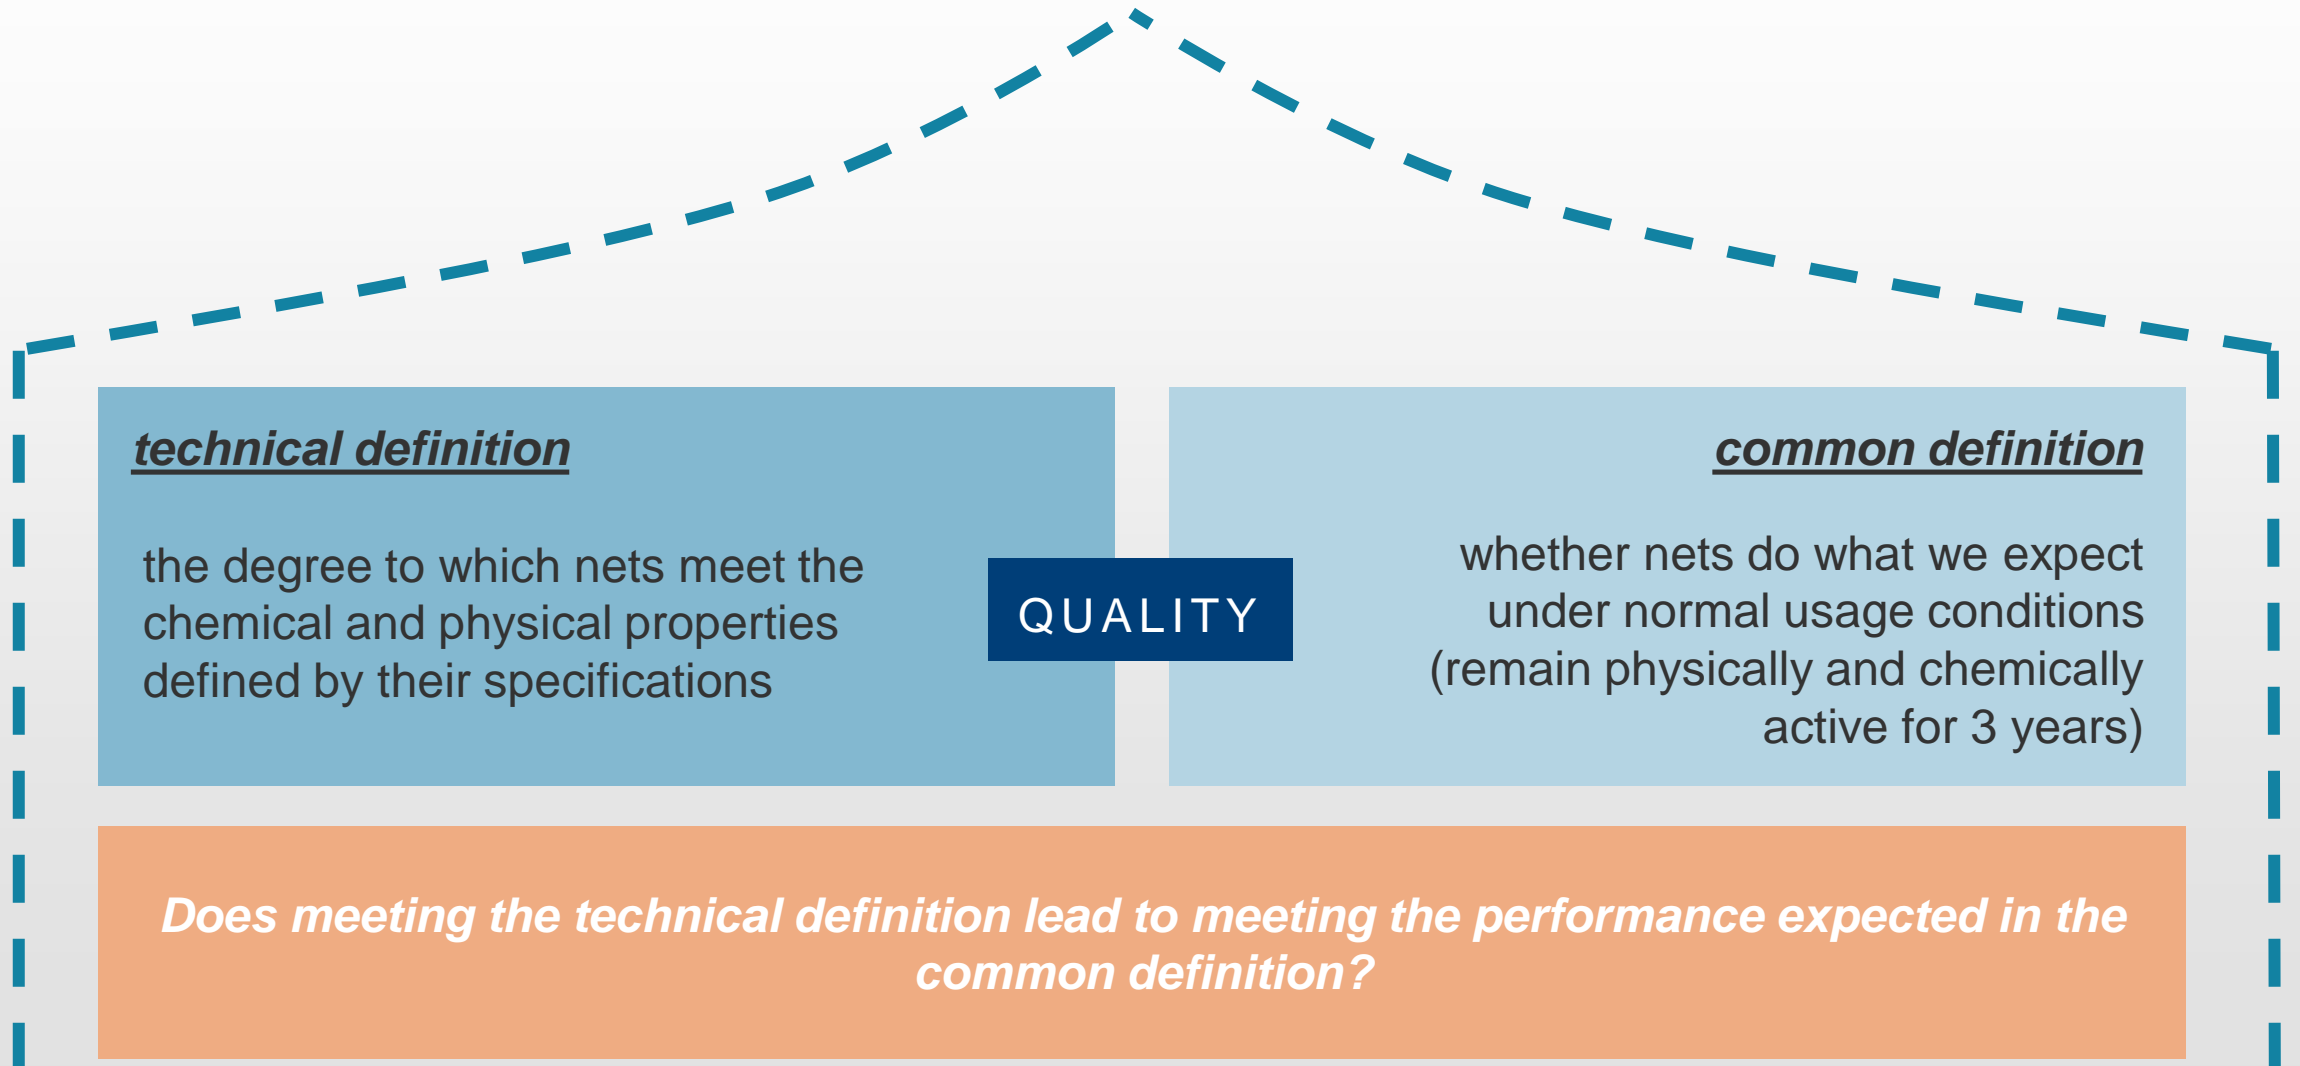 technical definition
the degree to which nets meet the
chemical and physical properties
defined by their specifications
QUALITY
common definition
whether nets do what we expect
under normal usage conditions
(remain physically and chemically
active for 3 years)
Does meeting the technical definition lead to meeting the performance expected in the
common definition?